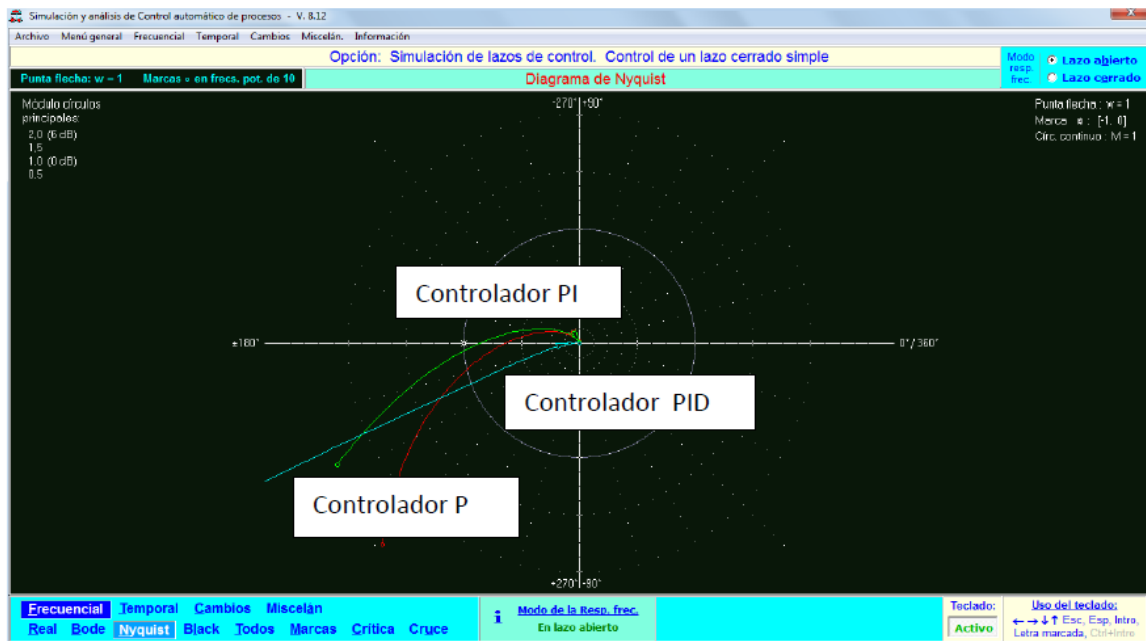 Simulación y análisis de Control automático de procesos - V. 8.12
Archivo Menú general Frecuencial Temporal Cambios Miscelán. Información
Opción: Simulación de lazos de control. Control de un lazo cerrado simple
Modo resp. frec.
Lazo abierto
Lazo cerrado
Punta flecha: w = 1 Marcas en frecs. pot. de 10
Diagrama de Nyquist
Módulo círculos
principales:
2,0 (6 dB)
1,5
1.0 (0 dB)
0,5
-270° +90°
Punta flecha : w = 1
Marca ¤ : [-1, 0]
Círc. continuo : M = 1
Controlador PI
±180°
0°/360°
Controlador PID
Controlador P
+270° -90°
Frecuencial Temporal Cambios Miscelán
Real Bode Nyquist Black Todos Marcas Crítica Cruce
i
Modo de la Resp. frec.
En lazo abierto
Teclado:
Activo
Uso del teclado:
← → ↓ ↑ Esc, Esp, Intro,
Letra marcada, Ctrl+Intro